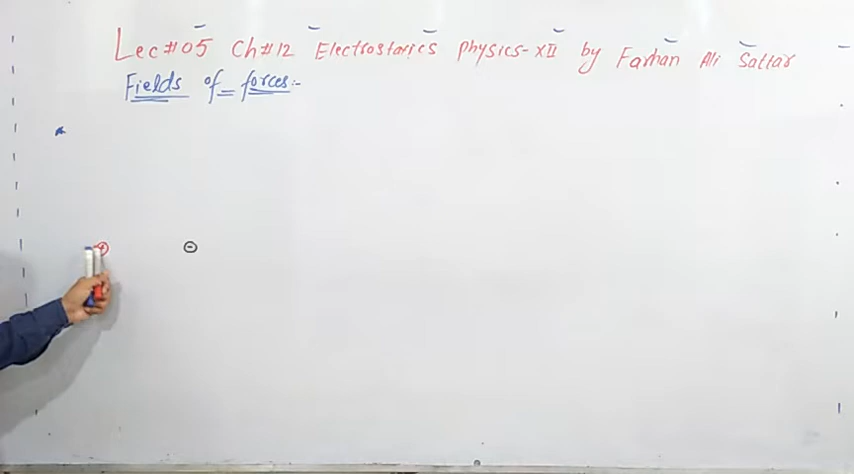 Lec#05 Ch#12 Electrostatics Physics-XII by Farhan Ali Sattar
Fields of forces:-
+ -